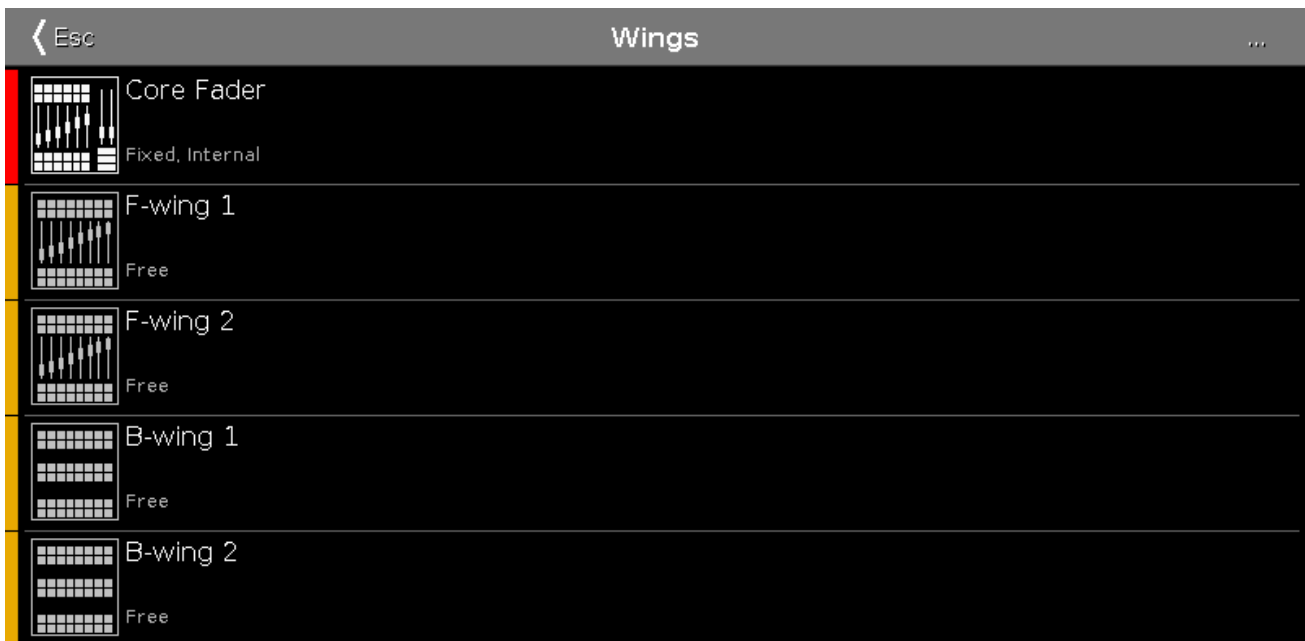 Esc
Wings
...
Core Fader
Fixed, Internal
F-wing 1
Free
F-wing 2
Free
B-wing 1
Free
B-wing 2
Free